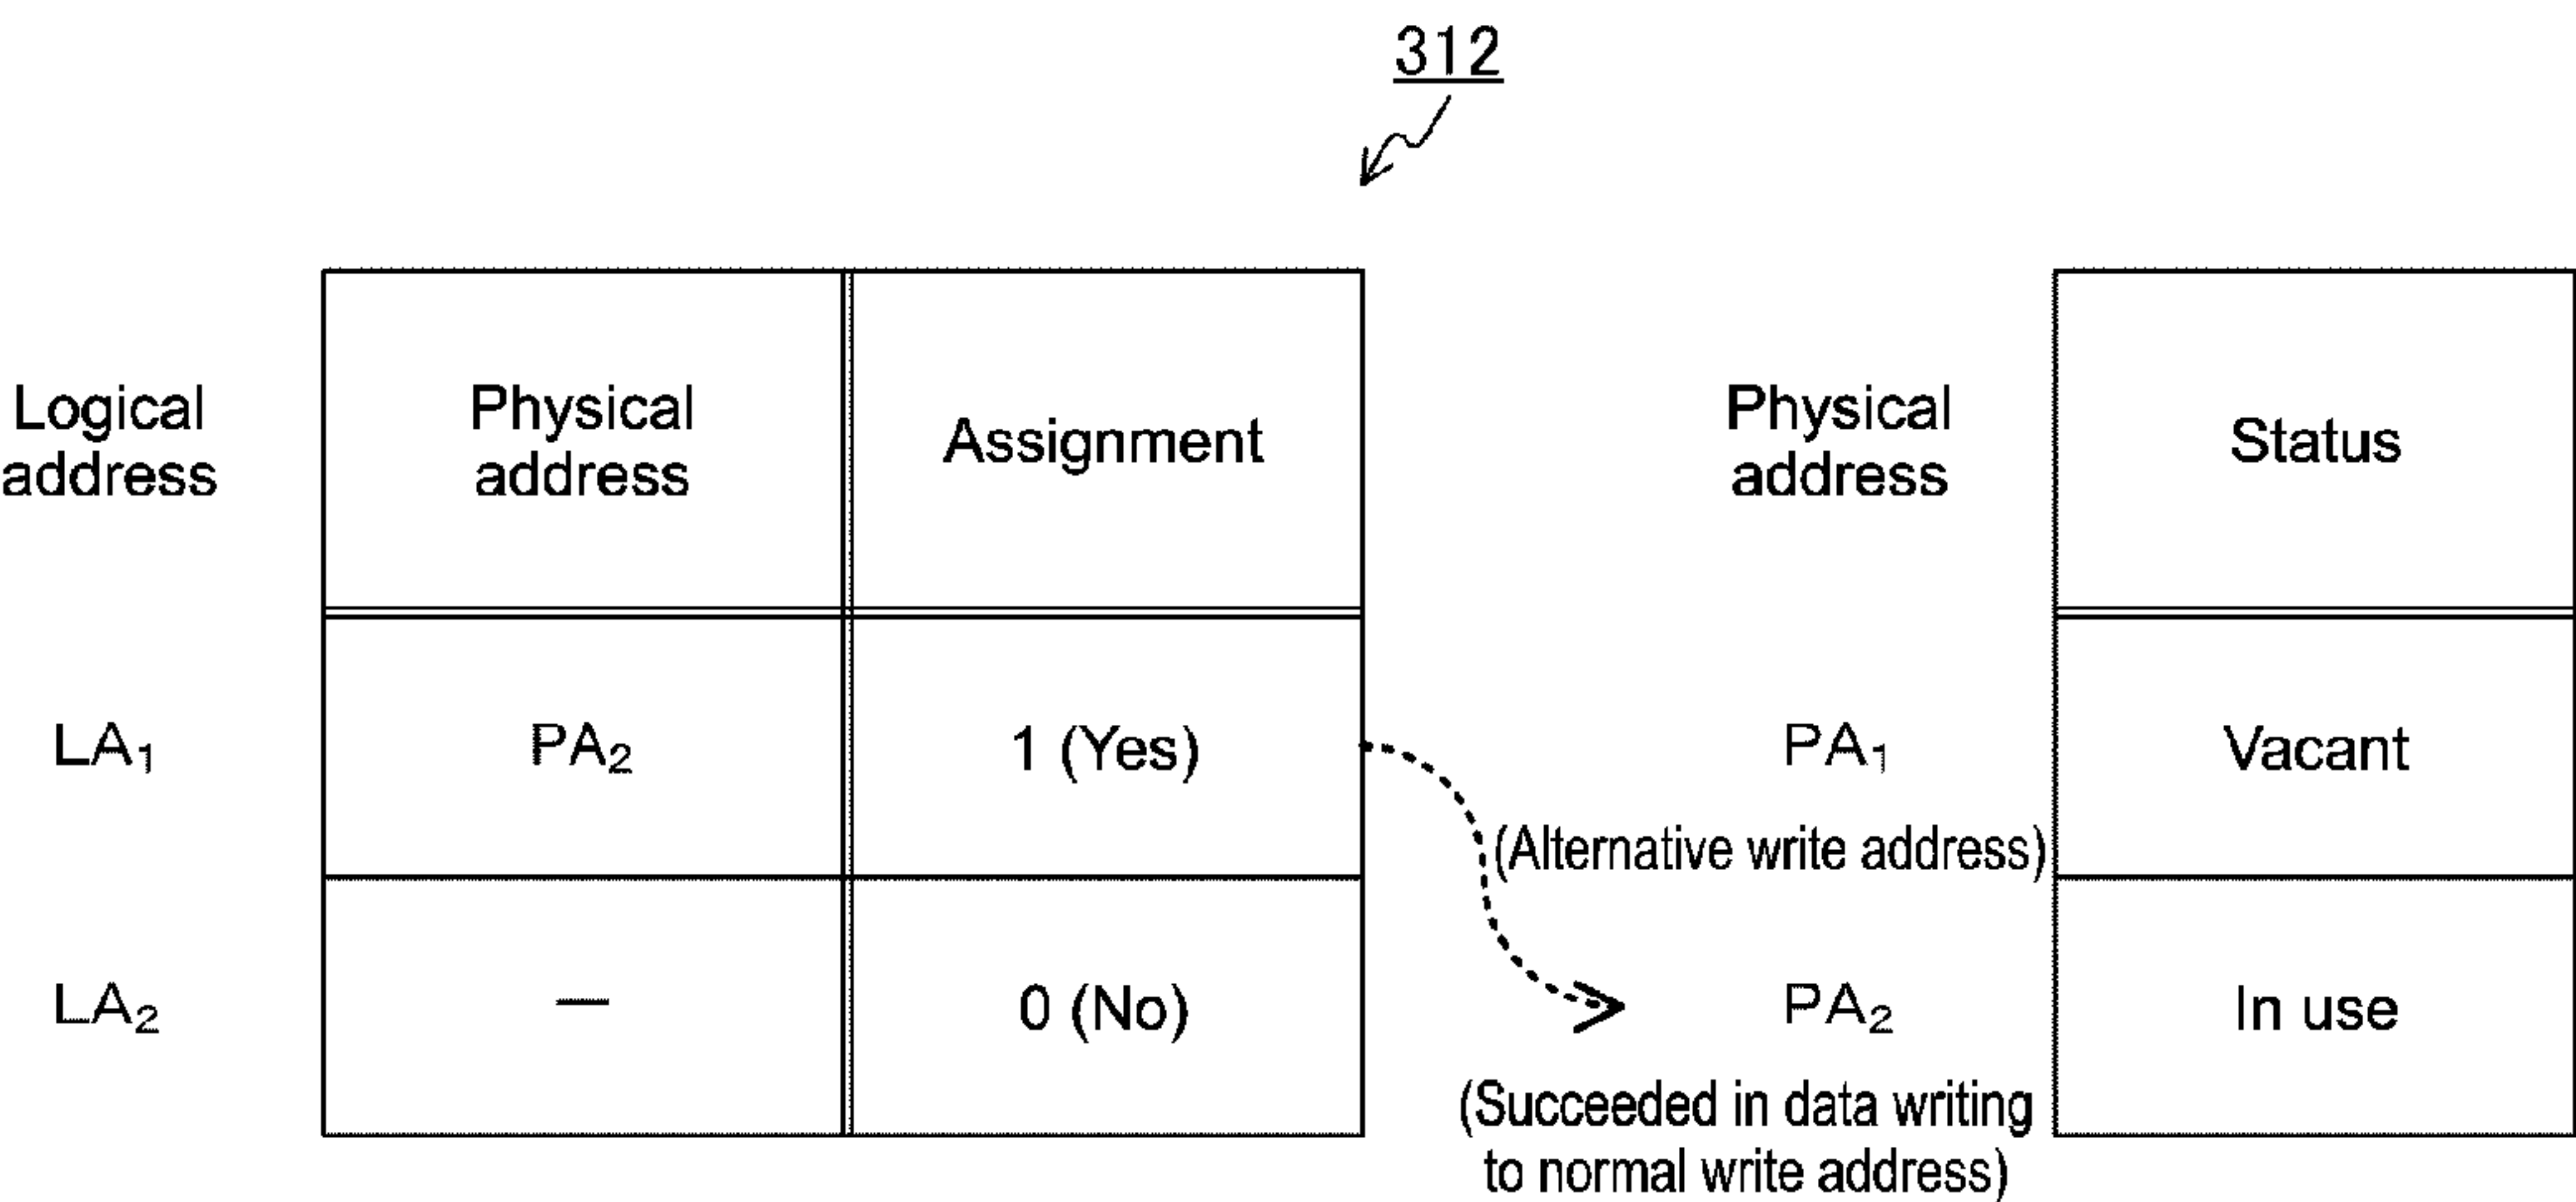 312
Logical
address
Physical
address
Assignment
Physical
address
Status
LA₁
PA₂
1 (Yes)
PA₁
(Alternative write address)
Vacant
LA₂
—
0 (No)
PA₂
(Succeeded in data writing
to normal write address)
In use